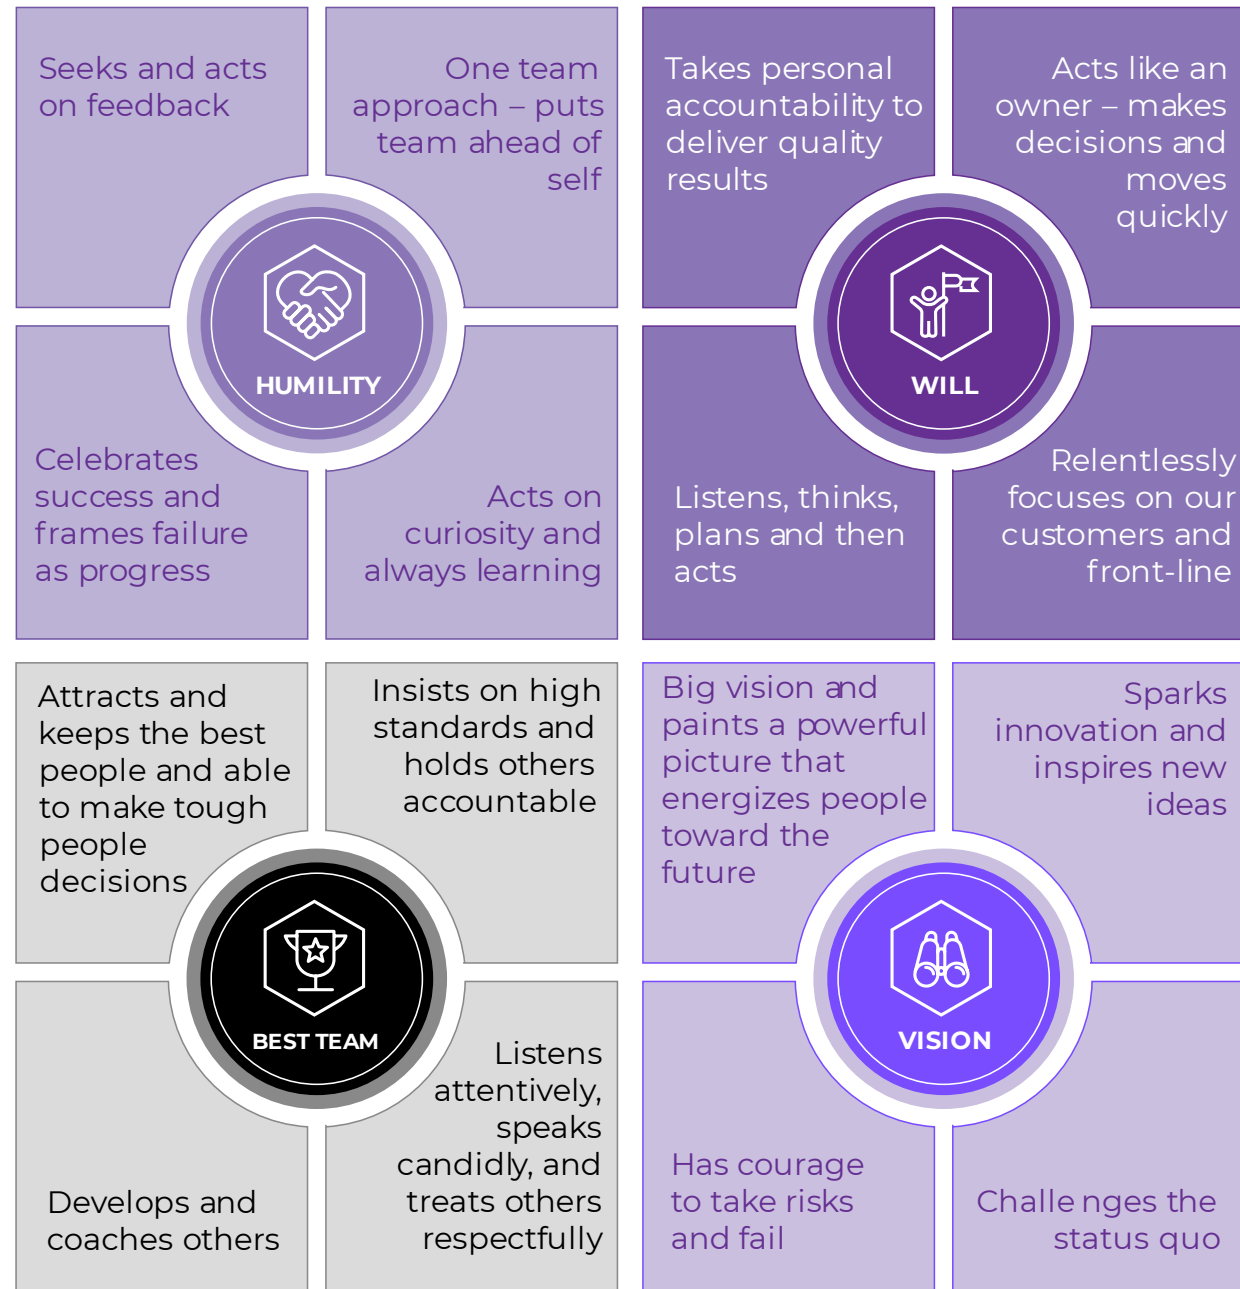 Seeks and acts
on feedback
One team
approach – puts
team ahead of
self
HUMILITY
Celebrates
success and
frames failure
as progress
Acts on
curiosity and
always learning
Takes personal
accountability to
deliver quality
results
Acts like an
owner – makes
decisions and
moves
quickly
WILL
Listens, thinks,
plans and then
acts
Relentlessly
focuses on our
customers and
front-line
Attracts and
keeps the best
people and able
to make tough
people
decisions
Insists on high
standards and
holds others
accountable
BEST TEAM
Develops and
coaches others
Listens
attentively,
speaks
candidly, and
treats others
respectfully
Big vision and
paints a powerful
picture that
energizes people
toward the
future
Sparks
innovation and
inspires new
ideas
VISION
Has courage
to take risks
and fail
Challenges the
status quo